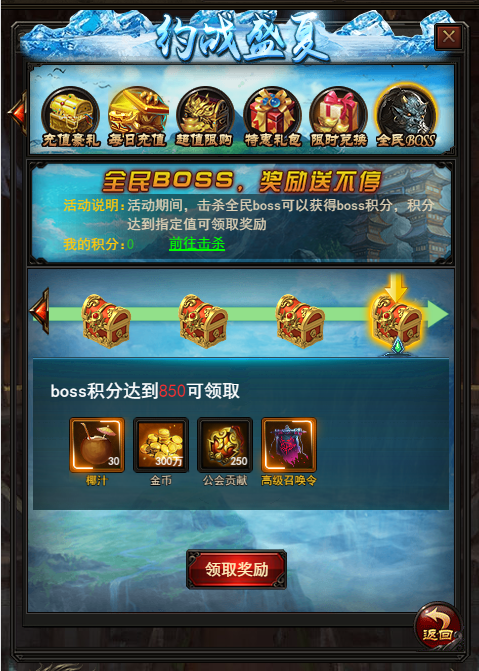 约战盛夏
充值豪礼 每日充值 超值限购 特惠礼包 限时兑换 全民BOSS
全民BOSS，奖励送不停
活动说明:活动期间，击杀全民boss可以获得boss积分，积分
达到指定值可领取奖励
我的积分:0 前往击杀
boss积分达到850可领取
30 300万 250
椰汁 金币 公会贡献 高级召唤令
领取奖励
返回